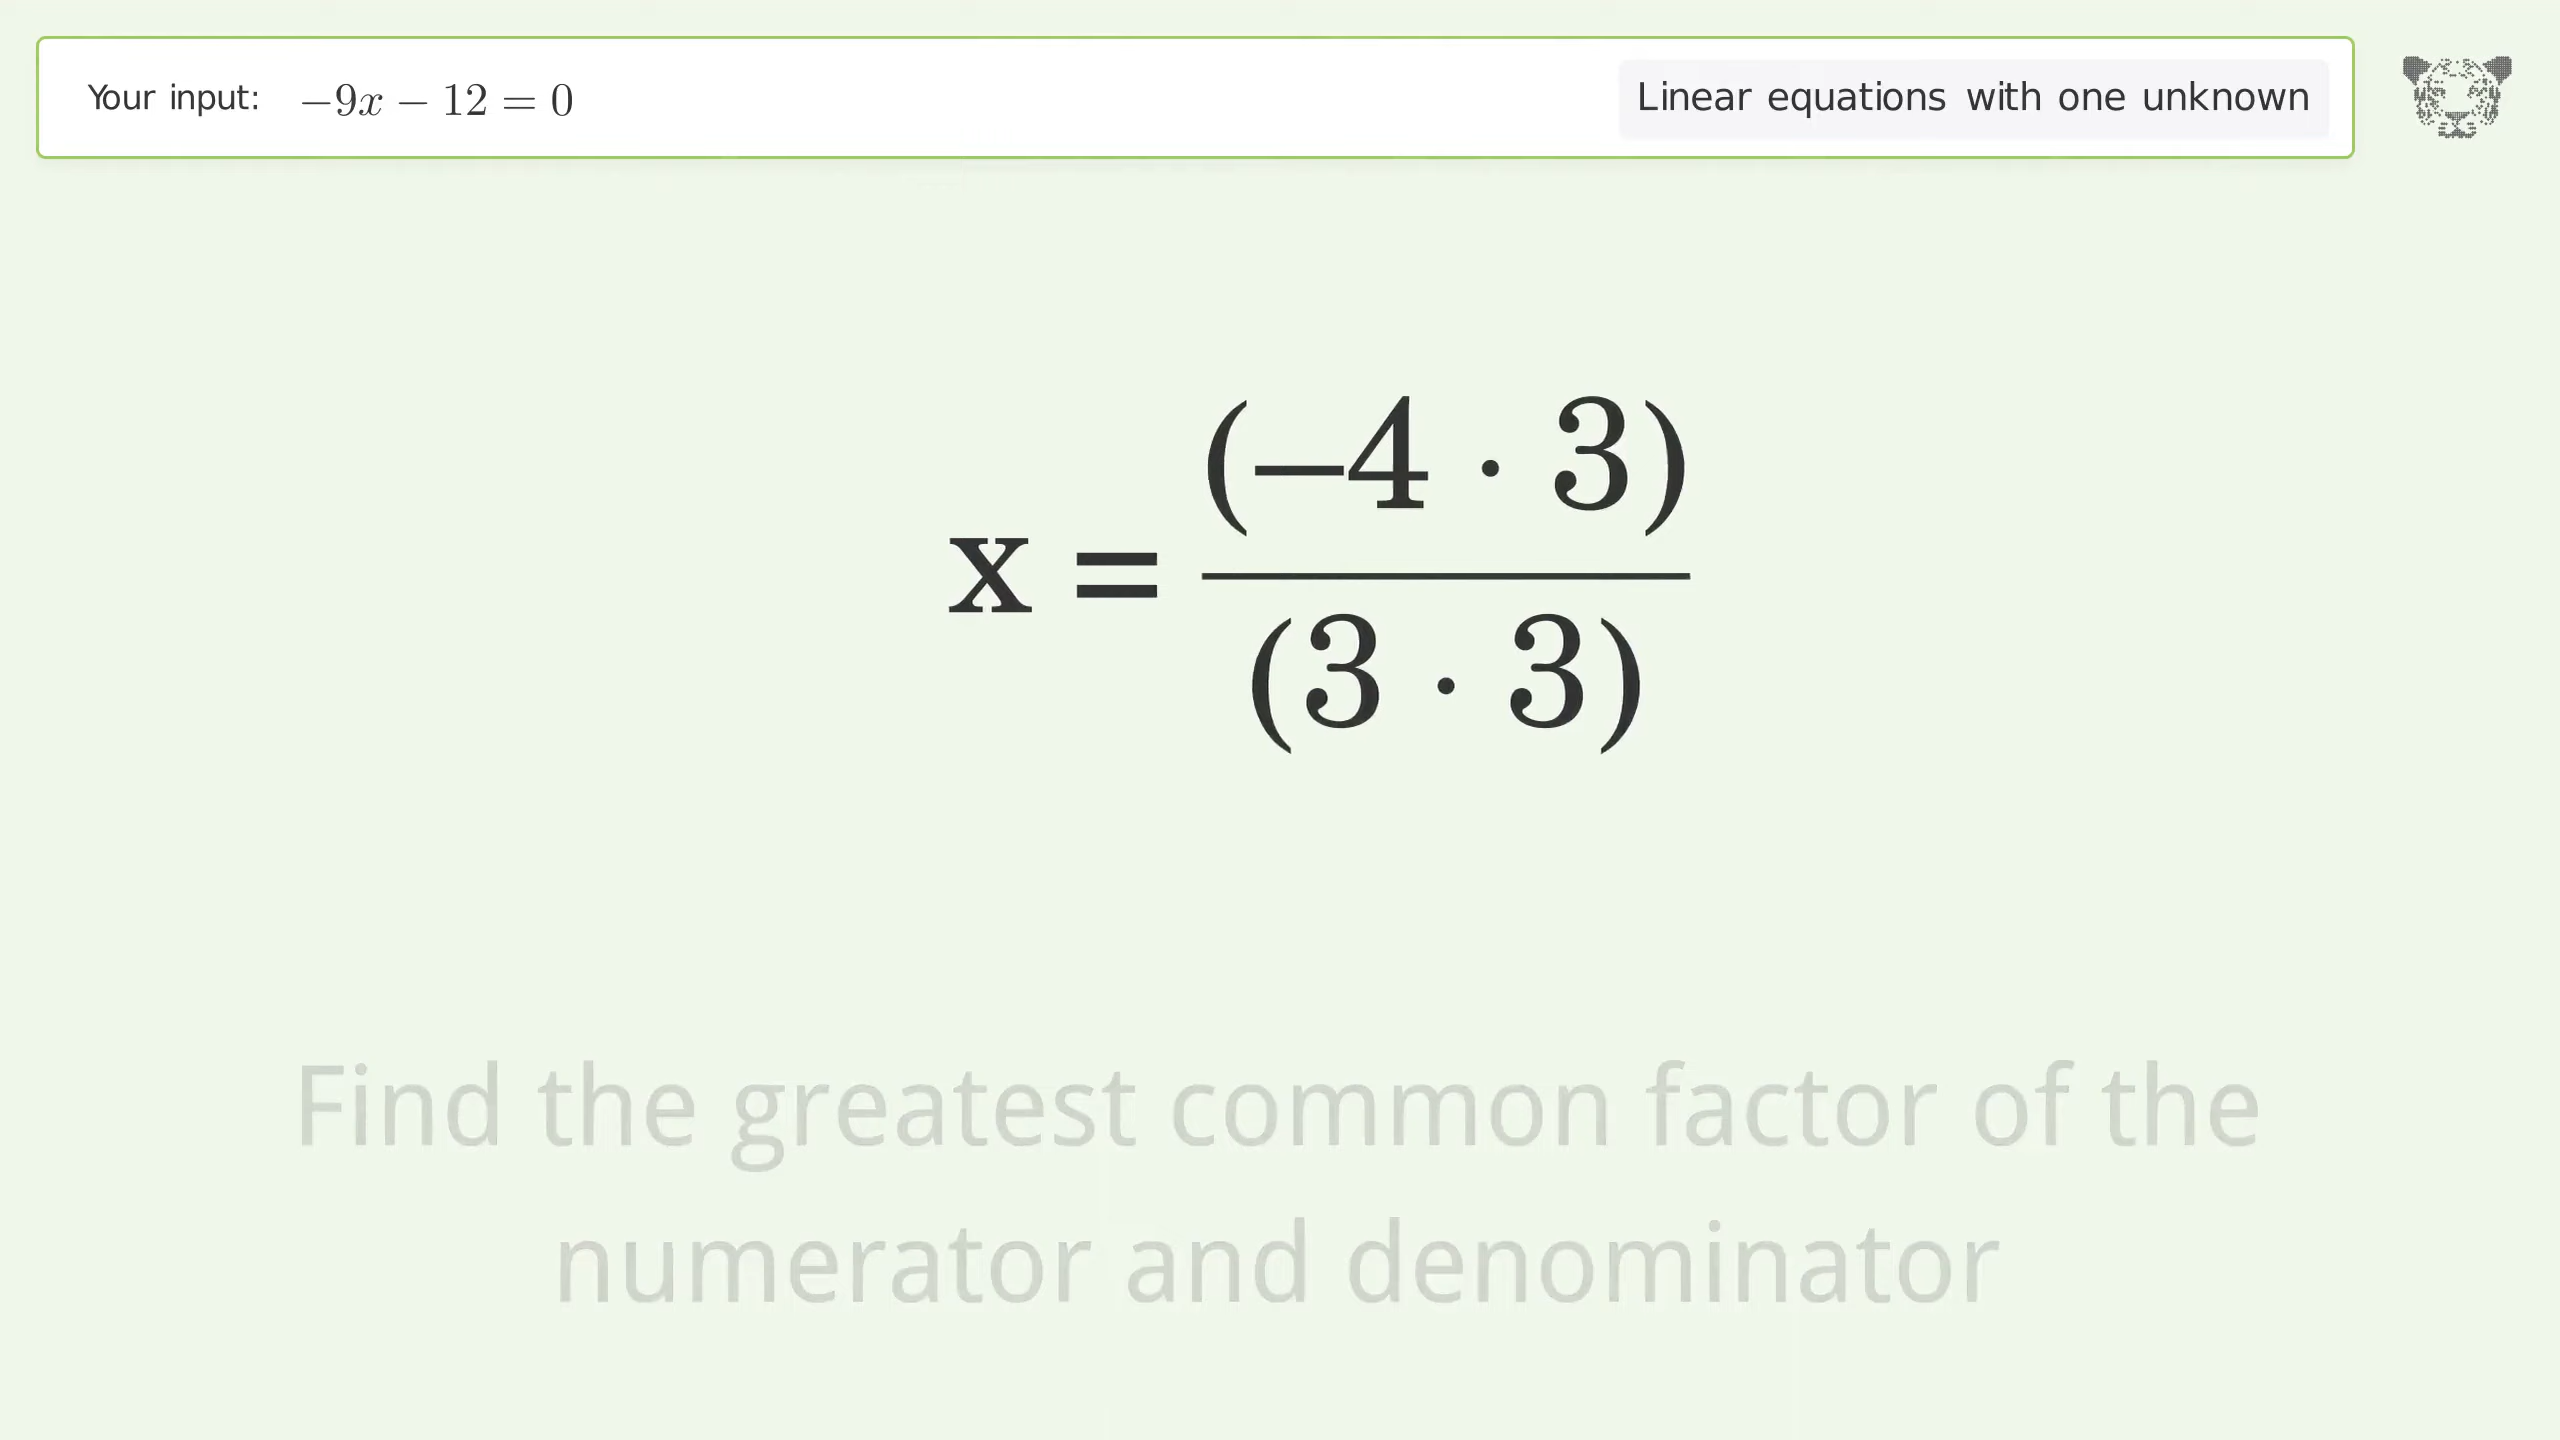 Your input: −9x − 12 = 0
Linear equations with one unknown
x = (−4 · 3) / (3 · 3)
Find the greatest common factor of the
numerator and denominator